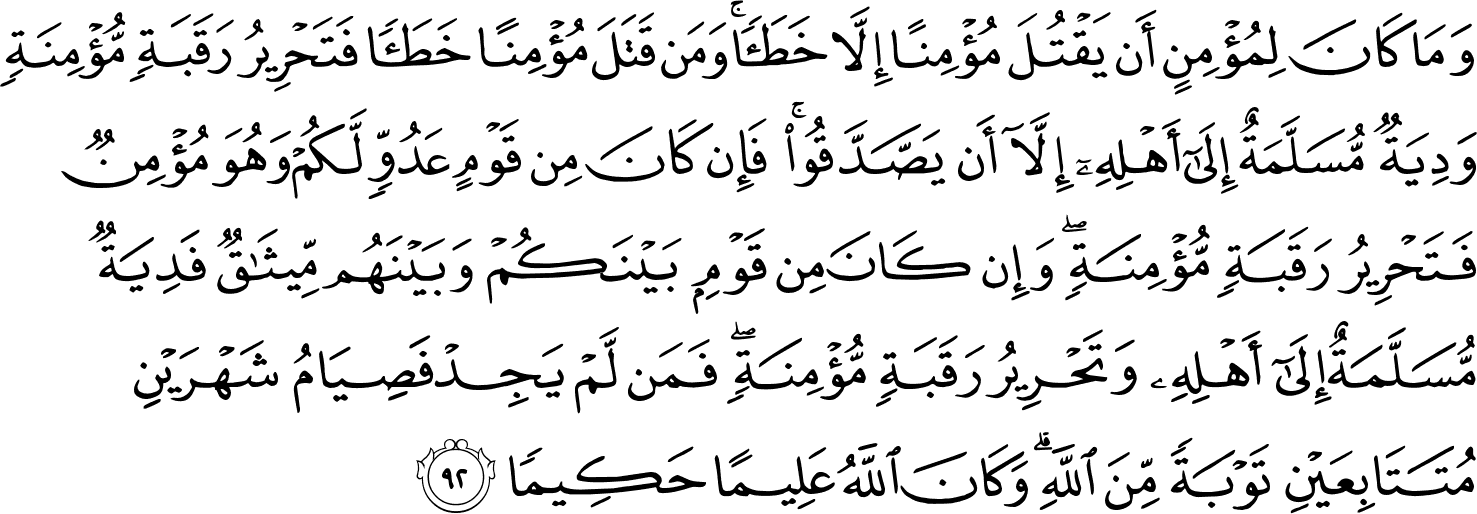 وَمَا كَانَ لِمُؤْمِنٍ أَن يَقْتُلَ مُؤْمِنًا إِلَّا خَطَـًٔا ۚ وَمَن قَتَلَ مُؤْمِنًا خَطَـًٔا فَتَحْرِيرُ رَقَبَةٍ مُّؤْمِنَةٍ
وَدِيَةٌ مُّسَلَّمَةٌ إِلَىٰٓ أَهْلِهِۦٓ إِلَّآ أَن يَصَّدَّقُوا۟ ۚ فَإِن كَانَ مِن قَوْمٍ عَدُوٍّ لَّكُمْ وَهُوَ مُؤْمِنٌ
فَتَحْرِيرُ رَقَبَةٍ مُّؤْمِنَةٍ ۖ وَإِن كَانَ مِن قَوْمٍۭ بَيْنَكُمْ وَبَيْنَهُم مِّيثَـٰقٌ فَدِيَةٌ
مُّسَلَّمَةٌ إِلَىٰٓ أَهْلِهِۦ وَتَحْرِيرُ رَقَبَةٍ مُّؤْمِنَةٍ ۖ فَمَن لَّمْ يَجِدْ فَصِيَامُ شَهْرَيْنِ
مُتَتَابِعَيْنِ تَوْبَةً مِّنَ ٱللَّهِ ۗ وَكَانَ ٱللَّهُ عَلِيمًا حَكِيمًا ٩٢